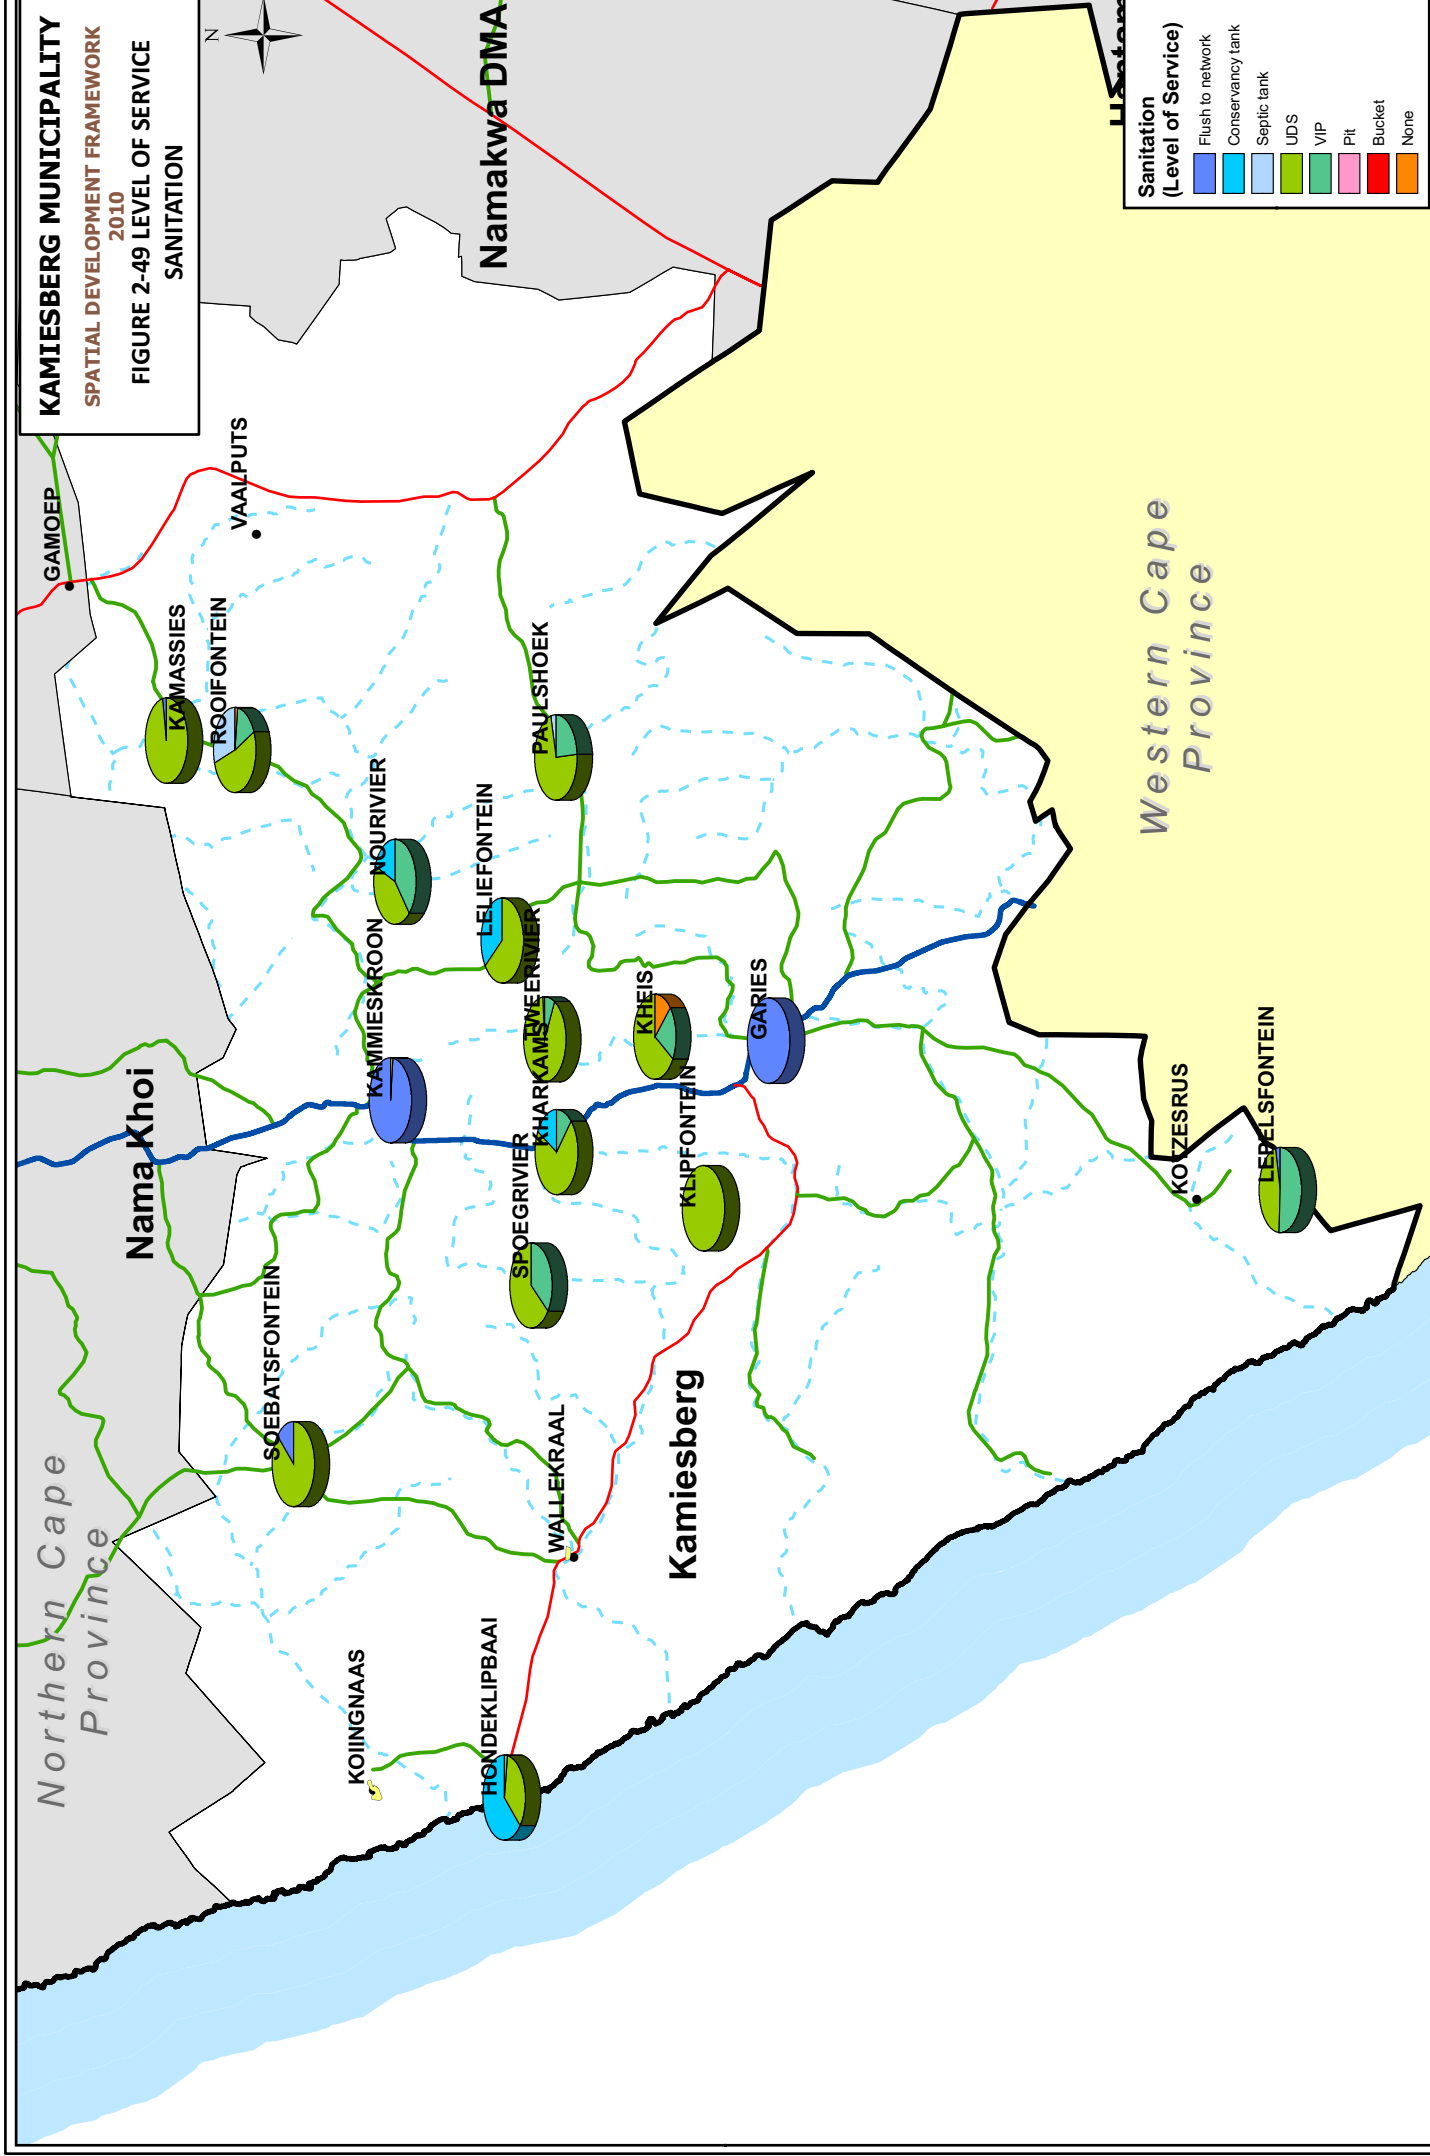 KAMIESBERG MUNICIPALITY
SPATIAL DEVELOPMENT FRAMEWORK
2010
FIGURE 2-49 LEVEL OF SERVICE
SANITATION
N
Northern Cape
Province
Nama Khoi
Namakwa DMA
GAMOEP
VAALPUTS
KAMASSIES
ROOIFONTEIN
NOURIVIER
KAMMIESKROON
LELIEFONTEIN
PAULSHOEK
TWEERIVIER
KHARKAMS
SPOEGRIVIER
KHEIS
KLIPFONTEIN
GARIES
SOEBATSFONTEIN
WALLEKRAAL
KOIINGNAAS
HONDEKLIPBAAI
Kamiesberg
KOTZESRUS
LEPELSFONTEIN
Western Cape
Province
Sanitation
(Level of Service)
Flush to network
Conservancy tank
Septic tank
UDS
VIP
Pit
Bucket
None